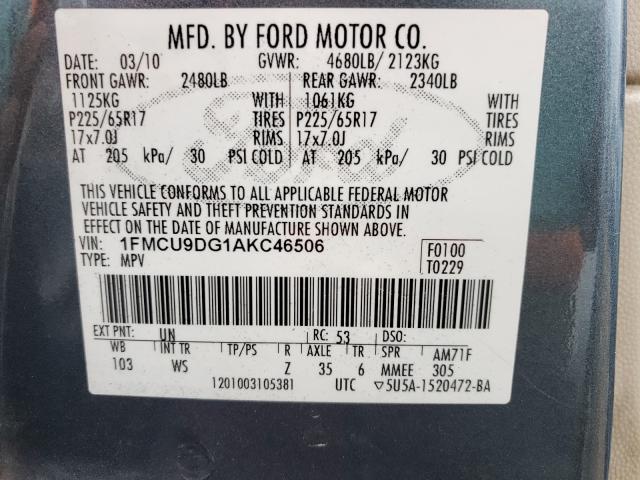 MFD. BY FORD MOTOR CO.
DATE: 03/10 GVWR: 4680LB/ 2123KG
FRONT GAWR: 2480LB REAR GAWR: 2340LB
1125KG WITH 1061KG WITH
P225/65R17 TIRES P225/65R17 TIRES
17x7.0J RIMS 17x7.0J RIMS
AT 205 kPa/ 30 PSI COLD AT 205 kPa/ 30 PSI COLD
Ford
THIS VEHICLE CONFORMS TO ALL APPLICABLE FEDERAL MOTOR
VEHICLE SAFETY AND THEFT PREVENTION STANDARDS IN
EFFECT ON THE DATE OF MANUFACTURE SHOWN ABOVE.
VIN: 1FMCU9DG1AKC46506 F0100
TYPE: MPV T0229
EXT PNT: UN RC: 53 DSO:
WB INT TR TP/PS R AXLE TR SPR AM71F
103 WS Z 35 6 MMEE 305
1201003105381 UTC ▽5U5A-1520472-BA